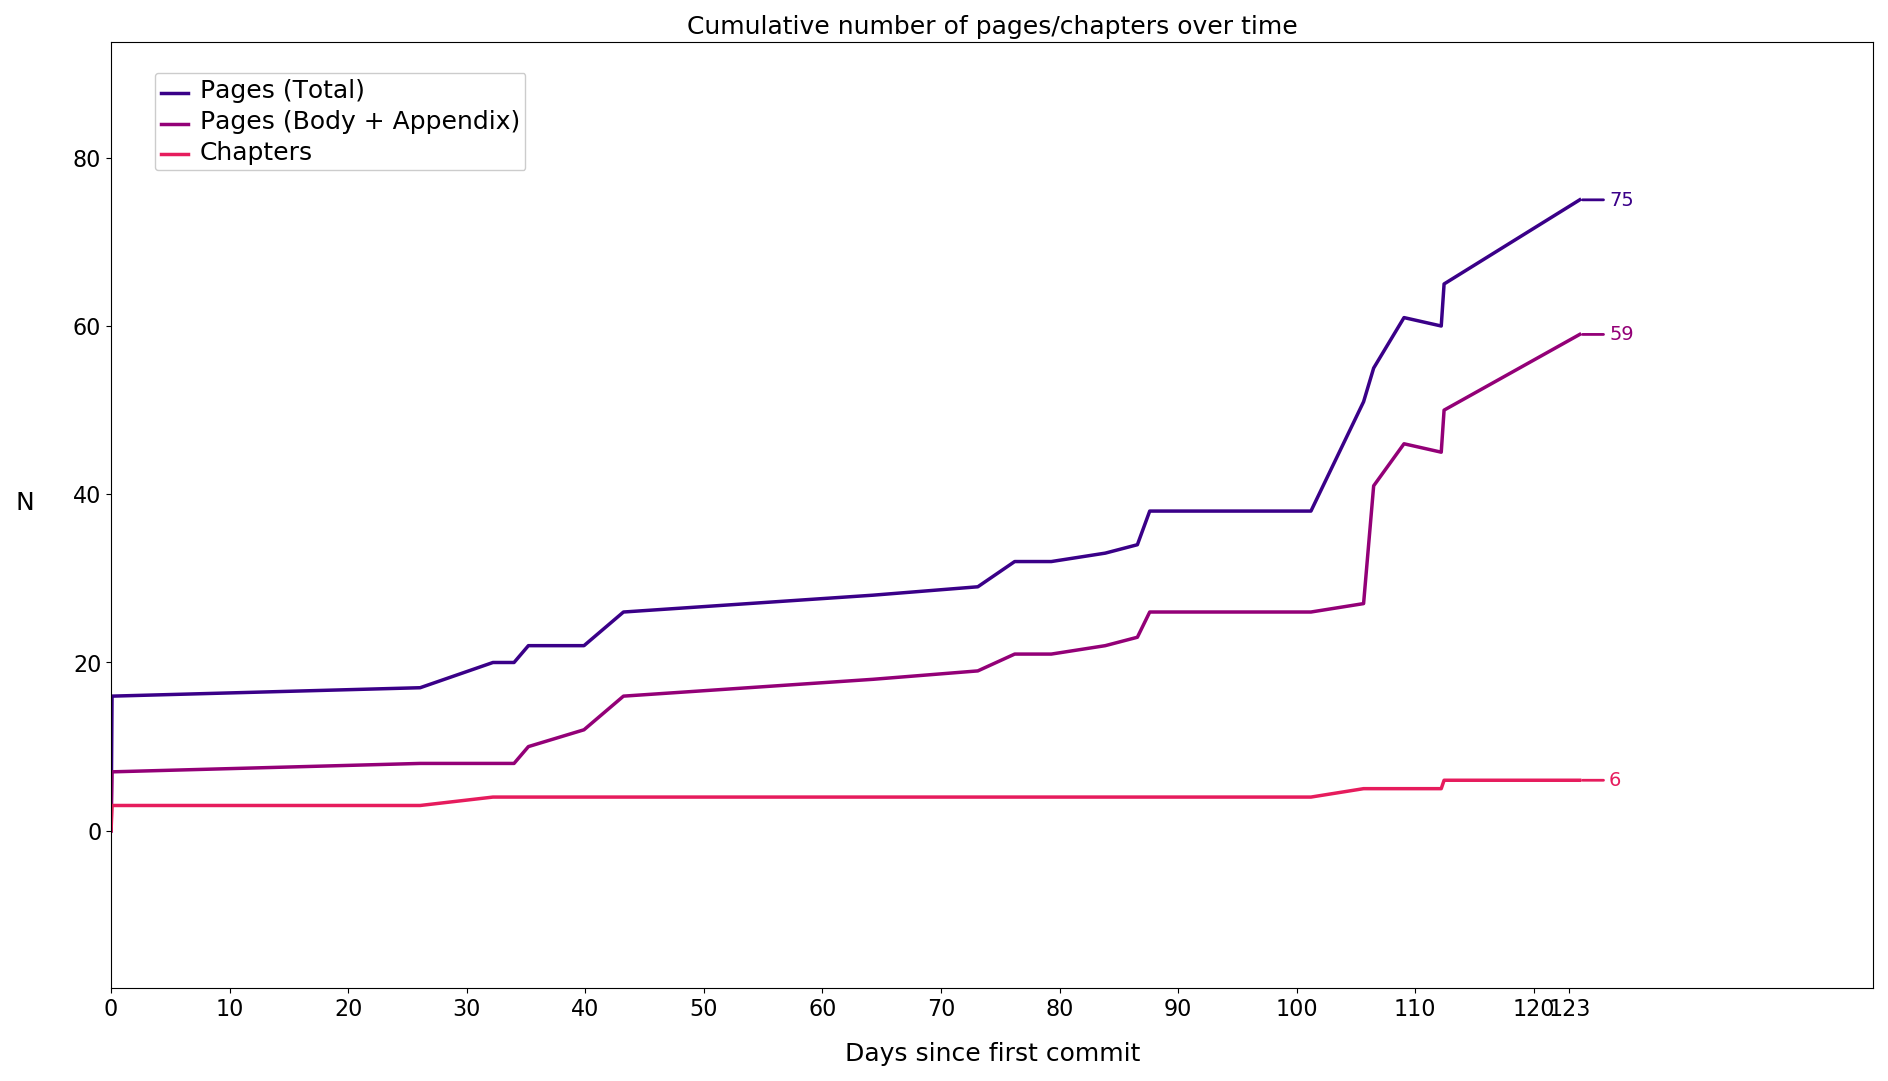 Cumulative number of pages/chapters over time
Pages (Total)
Pages (Body + Appendix)
Chapters
80
60
40
20
0
N
75
59
6
0 10 20 30 40 50 60 70 80 90 100 110 120 123
Days since first commit